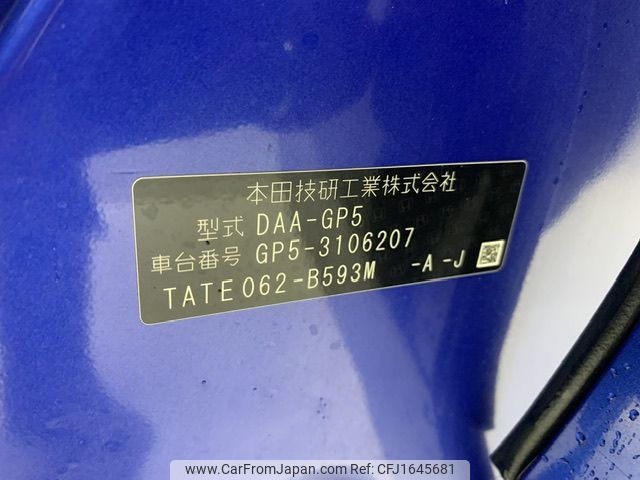 本田技研工業株式会社
型式 DAA-GP5
車台番号 GP5-3106207
TATE062-B593M -A -J
www.CarFromJapan.com - CFJ1645681